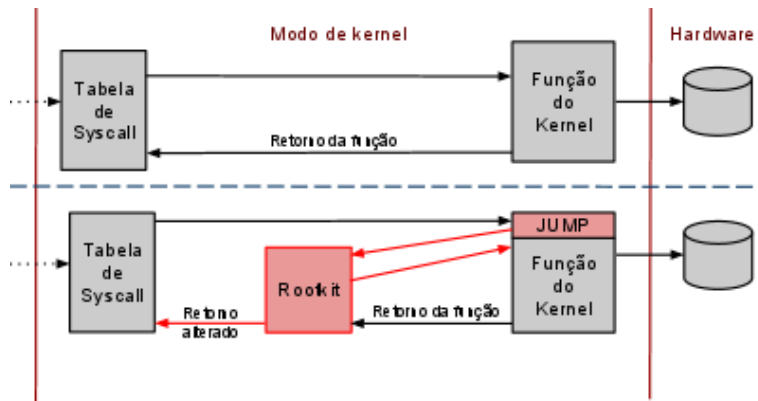 Modo de kernel
Hardware
Tabela
de
Syscall
Função
do
Kernel
Retorno da função
Tabela
de
Syscall
Rootkit
JUMP
Função
do
Kernel
Retorno
alterado
Retorno da função